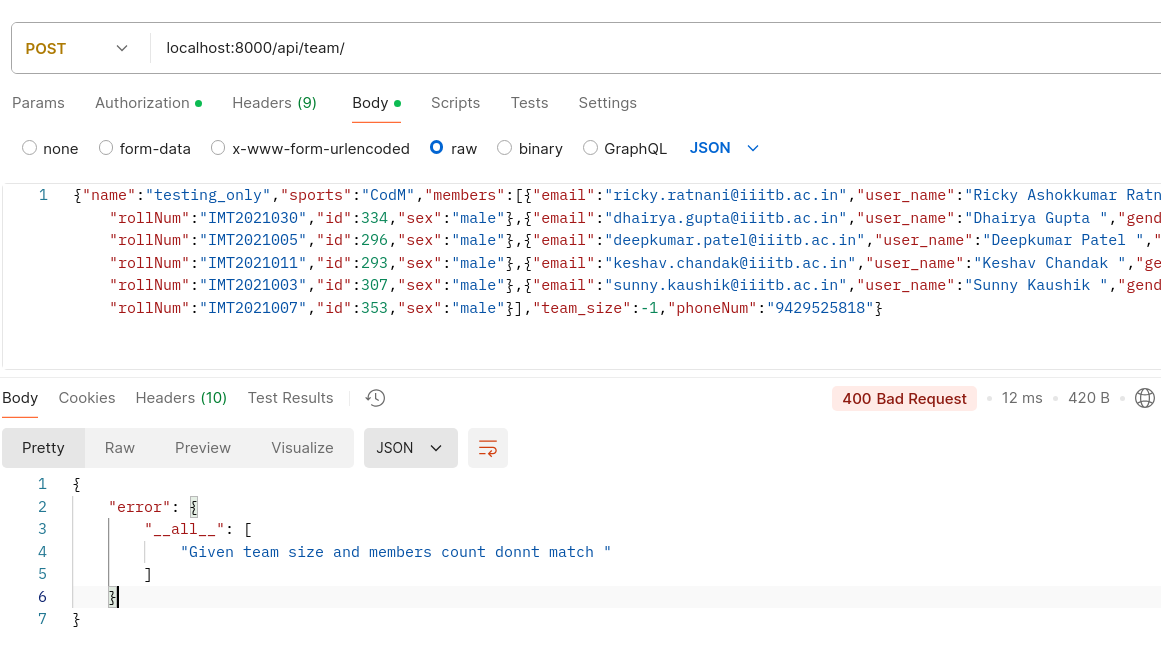 POST localhost:8000/api/team/
Params Authorization Headers (9) Body Scripts Tests Settings
none form-data x-www-form-urlencoded raw binary GraphQL JSON
1 {"name":"testing_only","sports":"CodM","members":[{"email":"ricky.ratnani@iiitb.ac.in","user_name":"Ricky Ashokkumar Ratn
"rollNum":"IMT2021030","id":334,"sex":"male"},{"email":"dhairya.gupta@iiitb.ac.in","user_name":"Dhairya Gupta ","gend
"rollNum":"IMT2021005","id":296,"sex":"male"},{"email":"deepkumar.patel@iiitb.ac.in","user_name":"Deepkumar Patel ","
"rollNum":"IMT2021011","id":293,"sex":"male"},{"email":"keshav.chandak@iiitb.ac.in","user_name":"Keshav Chandak ","ge
"rollNum":"IMT2021003","id":307,"sex":"male"},{"email":"sunny.kaushik@iiitb.ac.in","user_name":"Sunny Kaushik ","gend
"rollNum":"IMT2021007","id":353,"sex":"male"}],"team_size":-1,"phoneNum":"9429525818"}
Body Cookies Headers (10) Test Results 400 Bad Request 12 ms 420 B
Pretty Raw Preview Visualize JSON
1 {
2 "error": {
3 "__all__": [
4 "Given team size and members count donnt match "
5 ]
6 }
7 }